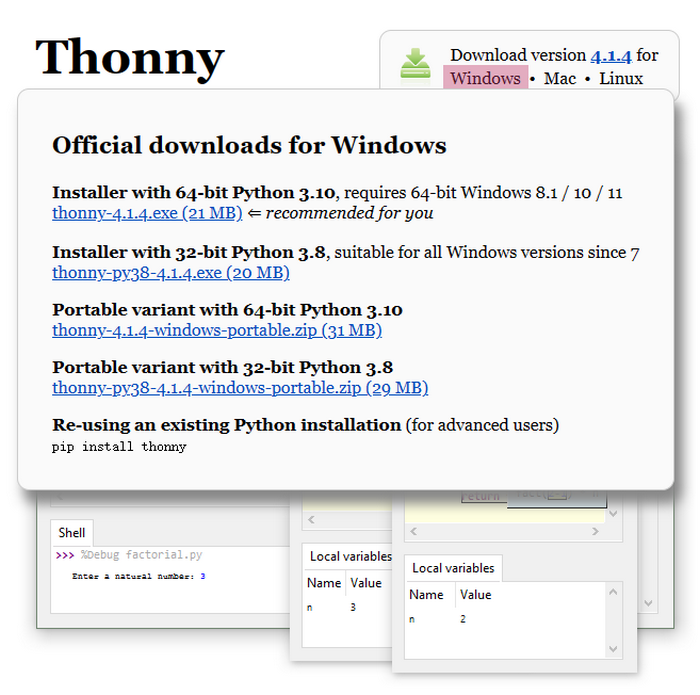 Thonny
Download version 4.1.4 for
Windows • Mac • Linux
Official downloads for Windows
Installer with 64-bit Python 3.10, requires 64-bit Windows 8.1 / 10 / 11
thonny-4.1.4.exe (21 MB) ⇐ recommended for you
Installer with 32-bit Python 3.8, suitable for all Windows versions since 7
thonny-py38-4.1.4.exe (20 MB)
Portable variant with 64-bit Python 3.10
thonny-4.1.4-windows-portable.zip (31 MB)
Portable variant with 32-bit Python 3.8
thonny-py38-4.1.4-windows-portable.zip (29 MB)
Re-using an existing Python installation (for advanced users)
pip install thonny
return
Shell
>>> %Debug factorial.py
Enter a natural number: 3
Local variables
Name Value
n 3
Local variables
Name Value
n 2